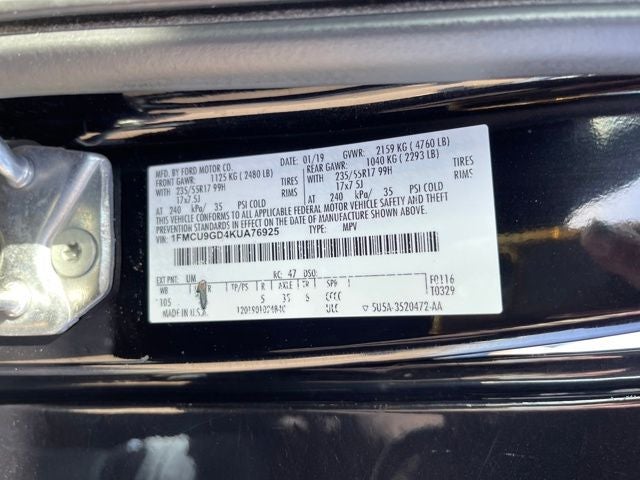 MFD. BY FORD MOTOR CO. DATE: 01/19 GVWR: 2159 KG (4760 LB)
FRONT GAWR: 1125 KG (2480 LB) REAR GAWR: 1040 KG (2293 LB)
WITH 235/55R17 99H TIRES WITH 235/55R17 99H TIRES
17x7.5J RIMS 17x7.5J RIMS
AT 240 kPa/ 35 PSI COLD AT 240 kPa/ 35 PSI COLD
THIS VEHICLE CONFORMS TO ALL APPLICABLE FEDERAL MOTOR VEHICLE SAFETY AND THEFT
PREVENTION STANDARDS IN EFFECT ON THE DATE OF MANUFACTURE SHOWN ABOVE.
VIN: 1FMCU9GD4KUA76925 TYPE: MPV
EXT PNT: UM RC: 47 DSO: F0116
WB R TP/PS R AXLE TR SPR T0329
105 S 35 6
MADE IN U.S.A. ULC 5U5A-3520472-AA